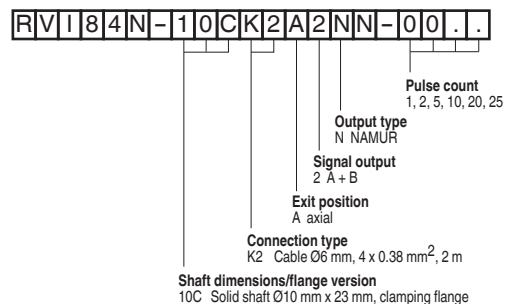 RVI84N-10CK2A2NN-00..
Pulse count
1, 2, 5, 10, 20, 25
Output type
N NAMUR
Signal output
2 A + B
Exit position
A axial
Connection type
K2 Cable Ø6 mm, 4 x 0.38 mm², 2 m
Shaft dimensions/flange version
10C Solid shaft Ø10 mm x 23 mm, clamping flange